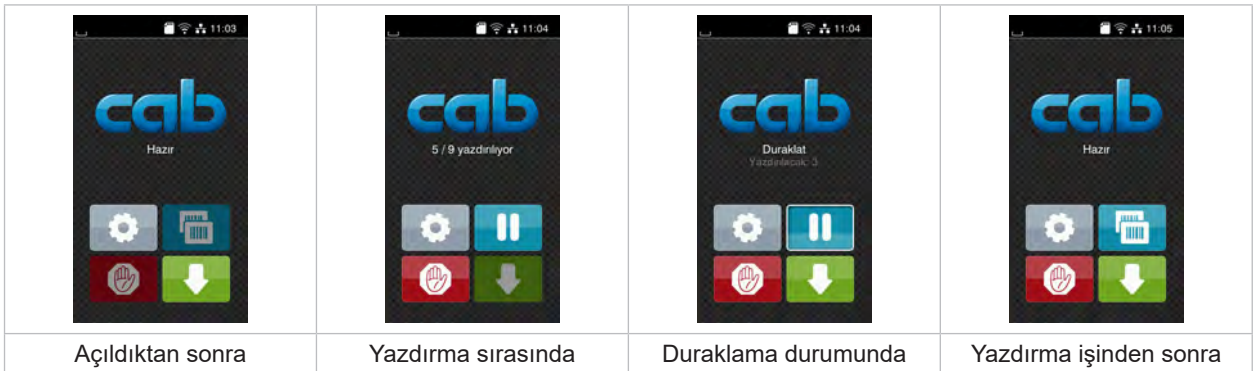 11:03
cab
Hazır
Açıldıktan sonra
11:04
cab
5 / 9 yazdırılıyor
Yazdırma sırasında
11:04
cab
Duraklat
Yazdırılacak: 3
Duraklama durumunda
11:05
cab
Hazır
Yazdırma işinden sonra